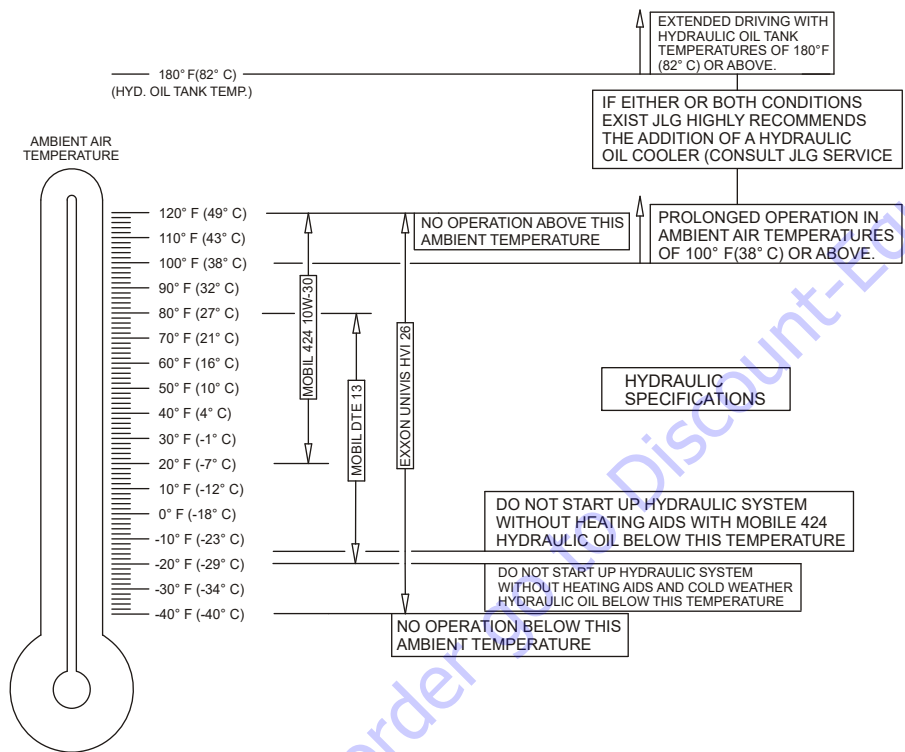 EXTENDED DRIVING WITH
HYDRAULIC OIL TANK
TEMPERATURES OF 180°F
(82° C) OR ABOVE.
180° F(82° C)
(HYD. OIL TANK TEMP.)
IF EITHER OR BOTH CONDITIONS
EXIST JLG HIGHLY RECOMMENDS
THE ADDITION OF A HYDRAULIC
OIL COOLER (CONSULT JLG SERVICE
AMBIENT AIR
TEMPERATURE
120° F (49° C)
110° F (43° C)
100° F (38° C)
90° F (32° C)
80° F (27° C)
70° F (21° C)
60° F (16° C)
50° F (10° C)
40° F (4° C)
30° F (-1° C)
20° F (-7° C)
10° F (-12° C)
0° F (-18° C)
-10° F (-23° C)
-20° F (-29° C)
-30° F (-34° C)
-40° F (-40° C)
NO OPERATION ABOVE THIS
AMBIENT TEMPERATURE
PROLONGED OPERATION IN
AMBIENT AIR TEMPERATURES
OF 100° F(38° C) OR ABOVE.
MOBIL 424 10W-30
MOBIL DTE 13
EXXON UNIVIS HVI 26
HYDRAULIC
SPECIFICATIONS
DO NOT START UP HYDRAULIC SYSTEM
WITHOUT HEATING AIDS WITH MOBILE 424
HYDRAULIC OIL BELOW THIS TEMPERATURE
DO NOT START UP HYDRAULIC SYSTEM
WITHOUT HEATING AIDS AND COLD WEATHER
HYDRAULIC OIL BELOW THIS TEMPERATURE
NO OPERATION BELOW THIS
AMBIENT TEMPERATURE
order go to Discount-Eq